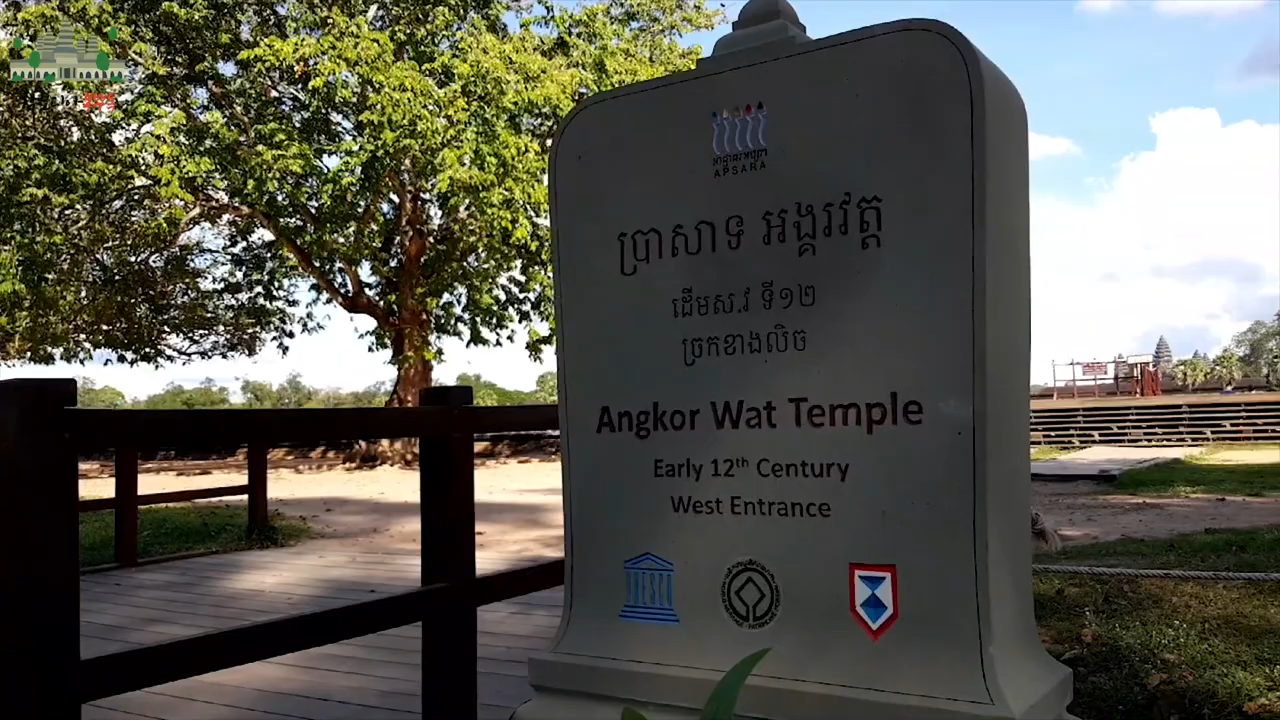 អាជ្ញាធរអប្សរា
APSARA
ប្រាសាទ អង្គរវត្ត
ដើមស.វ ទី១២
ច្រកខាងលិច
Angkor Wat Temple
Early 12th Century
West Entrance
UNESCO